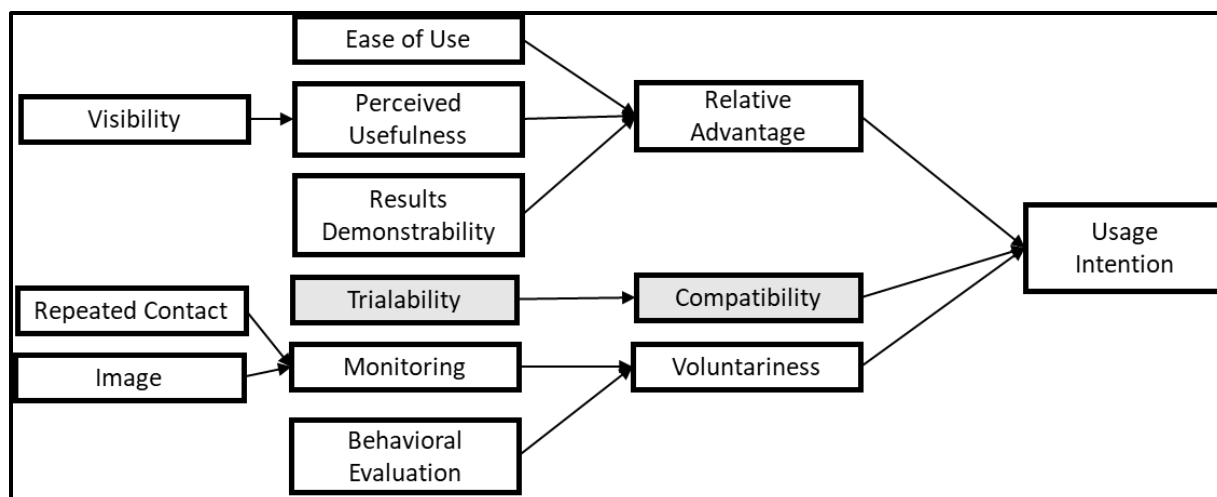 Ease of Use
Visibility
Perceived
Usefulness
Relative
Advantage
Results
Demonstrability
Usage
Intention
Trialability
Compatibility
Repeated Contact
Monitoring
Voluntariness
Image
Behavioral
Evaluation